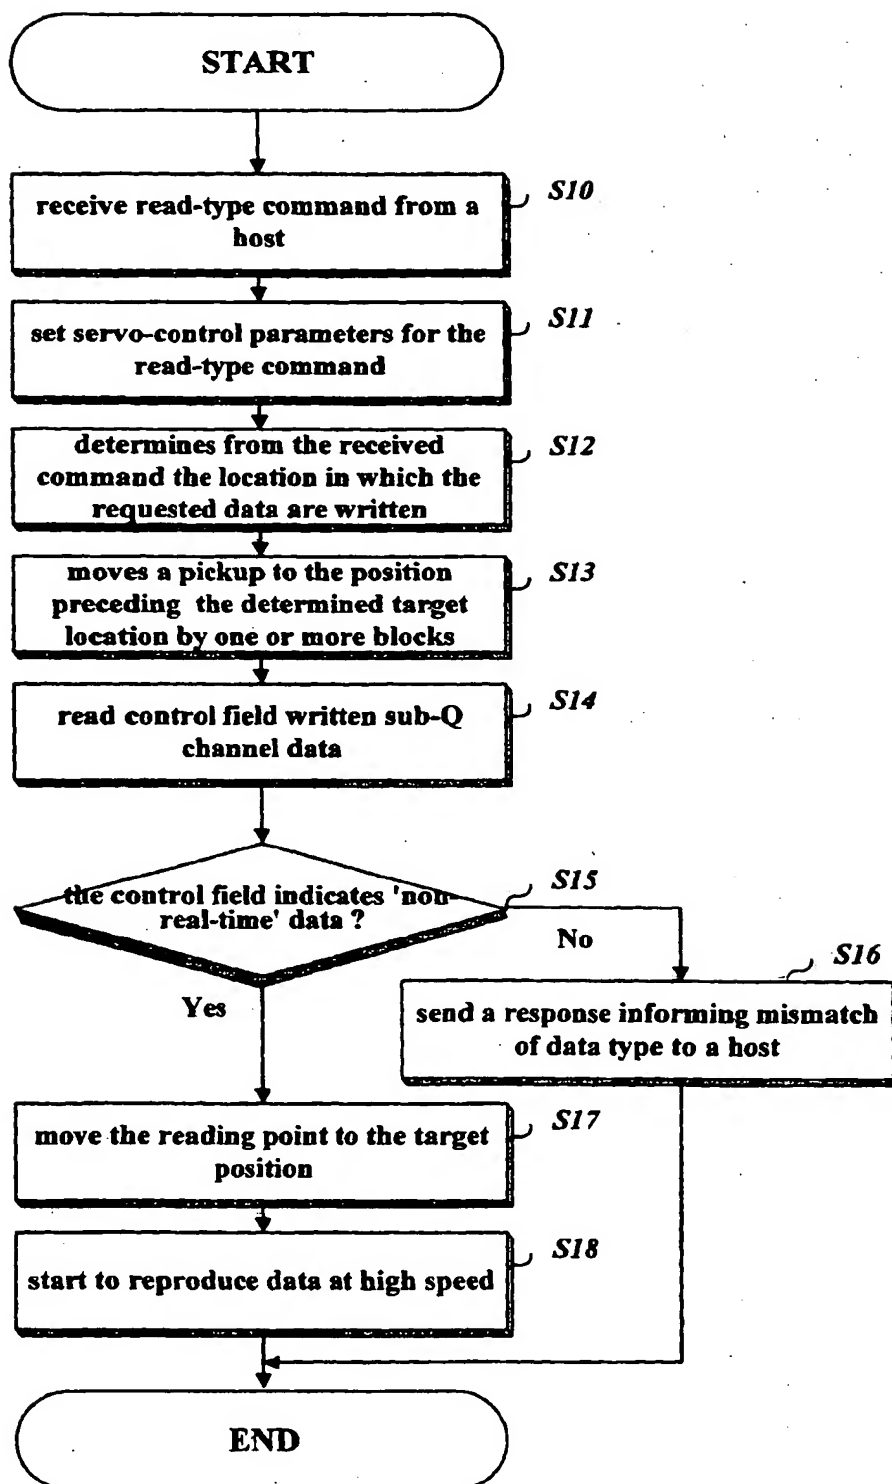 START
S10
receive read-type command from a
host
S11
set servo-control parameters for the
read-type command
S12
determines from the received
command the location in which the
requested data are written
S13
moves a pickup to the position
preceding the determined target
location by one or more blocks
S14
read control field written sub-Q
channel data
S15
the control field indicates 'non-
real-time' data ?
No
Yes
S16
send a response informing mismatch
of data type to a host
S17
move the reading point to the target
position
S18
start to reproduce data at high speed
END